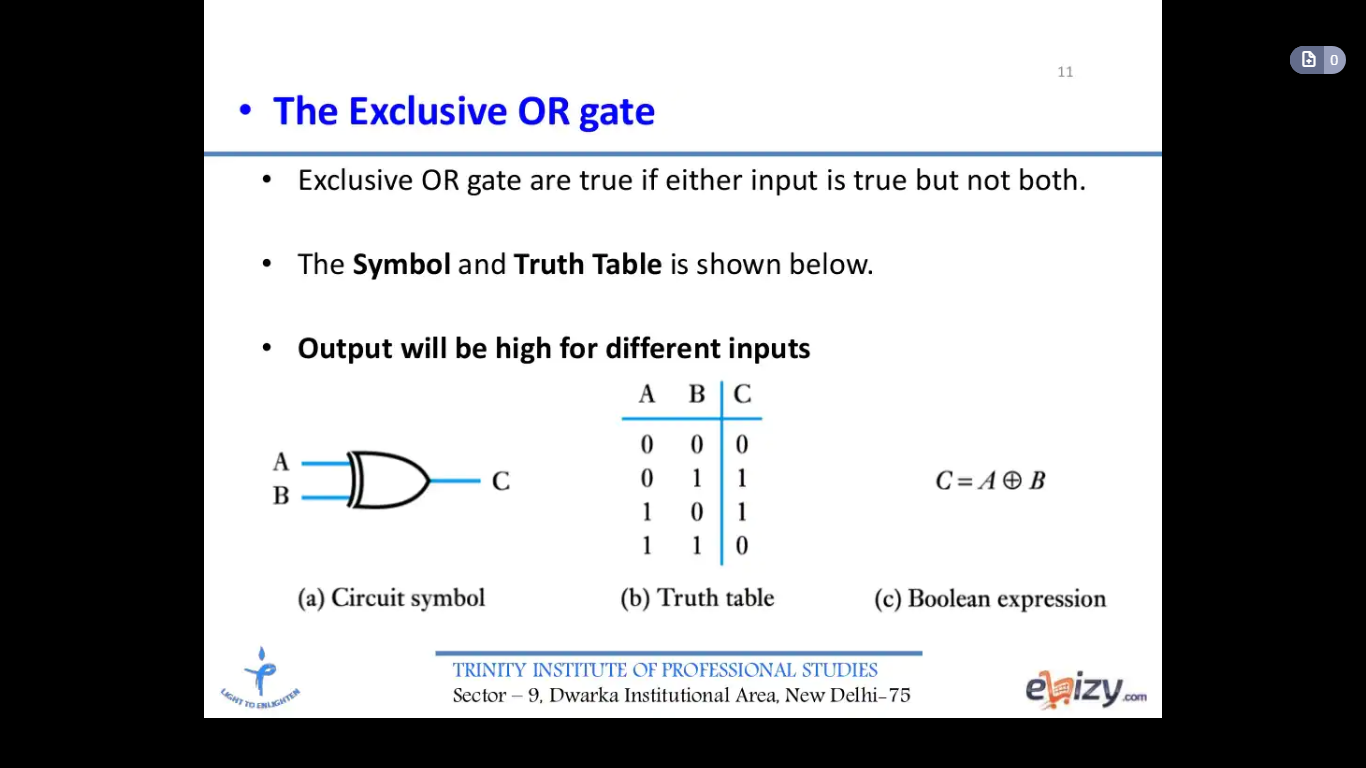 0
11
• The Exclusive OR gate
• Exclusive OR gate are true if either input is true but not both.
• The Symbol and Truth Table is shown below.
• Output will be high for different inputs
A B C
0 0 0
0 1 1
1 0 1
1 1 0
A
B
C
C = A ⊕ B
(a) Circuit symbol
(b) Truth table
(c) Boolean expression
LIGHT TO ENLIGHTEN
TRINITY INSTITUTE OF PROFESSIONAL STUDIES
Sector – 9, Dwarka Institutional Area, New Delhi-75
ebizy.com